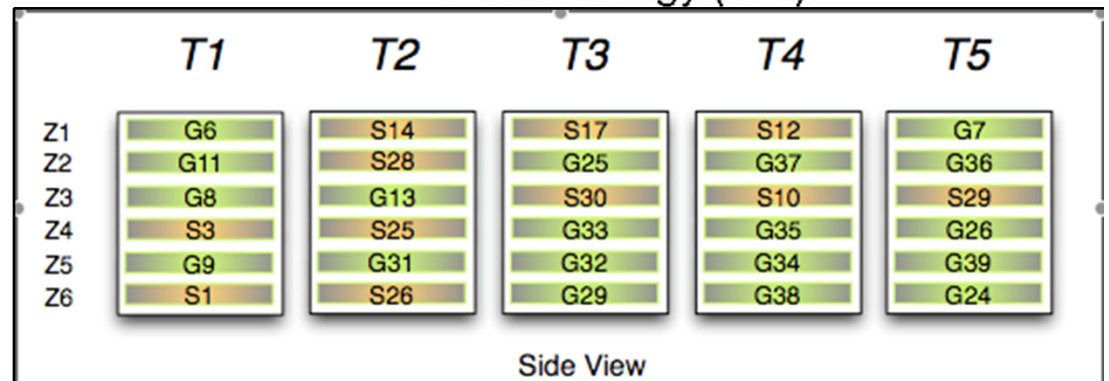 T1 T2 T3 T4 T5
Z1 G6 S14 S17 S12 G7
Z2 G11 S28 G25 G37 G36
Z3 G8 G13 S30 S10 S29
Z4 S3 S25 G33 G35 G26
Z5 G9 G31 G32 G34 G39
Z6 S1 S26 G29 G38 G24
Side View